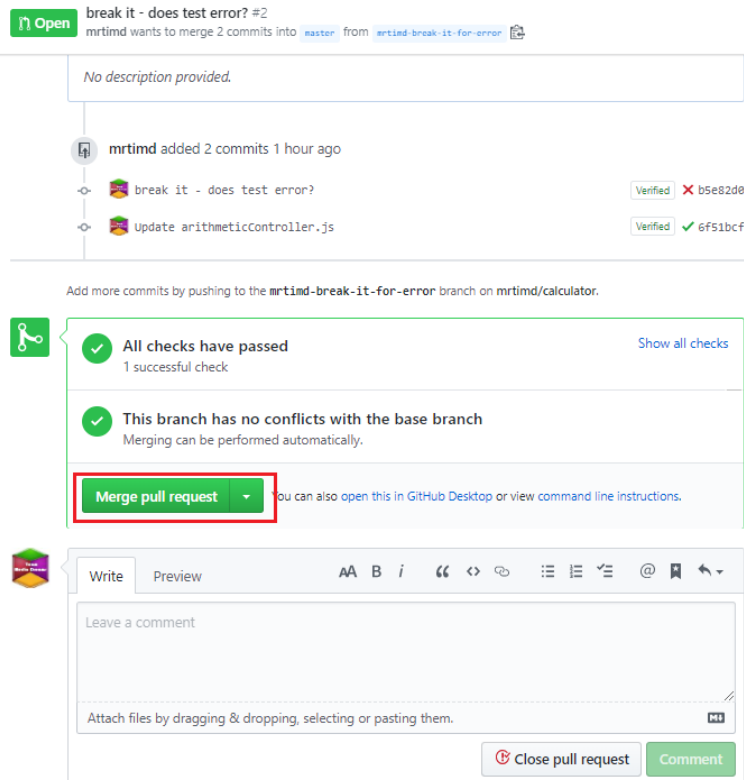 Open
break it - does test error? #2
mrtimd wants to merge 2 commits into master from mrtimd-break-it-for-error
No description provided.
mrtimd added 2 commits 1 hour ago
break it - does test error? Verified b5e82d0
Update arithmeticController.js Verified 6f51bcf
Add more commits by pushing to the mrtimd-break-it-for-error branch on mrtimd/calculator.
All checks have passed Show all checks
1 successful check
This branch has no conflicts with the base branch
Merging can be performed automatically.
Merge pull request You can also open this in GitHub Desktop or view command line instructions.
Write Preview AA B i
Leave a comment
Attach files by dragging & dropping, selecting or pasting them.
Close pull request Comment